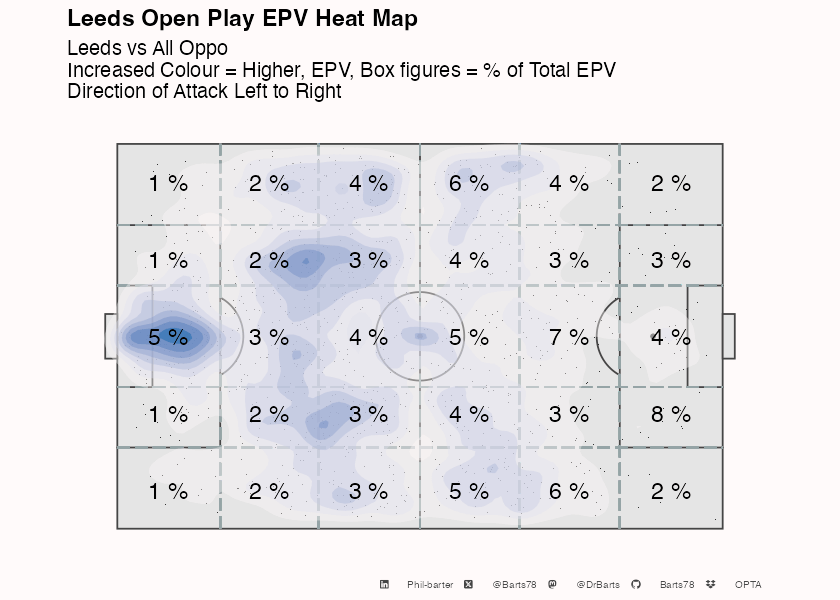 Leeds Open Play EPV Heat Map
Leeds vs All Oppo
Increased Colour = Higher, EPV, Box figures = % of Total EPV
Direction of Attack Left to Right
1 % 2 % 4 % 6 % 4 % 2 %
1 % 2 % 3 % 4 % 3 % 3 %
5 % 3 % 4 % 5 % 7 % 4 %
1 % 2 % 3 % 4 % 3 % 8 %
1 % 2 % 3 % 5 % 6 % 2 %
Phil-barter @Barts78 @DrBarts Barts78 OPTA